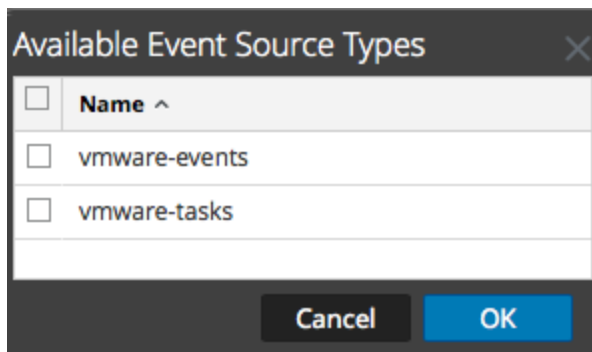 Available Event Source Types
Name
vmware-events
vmware-tasks
Cancel OK